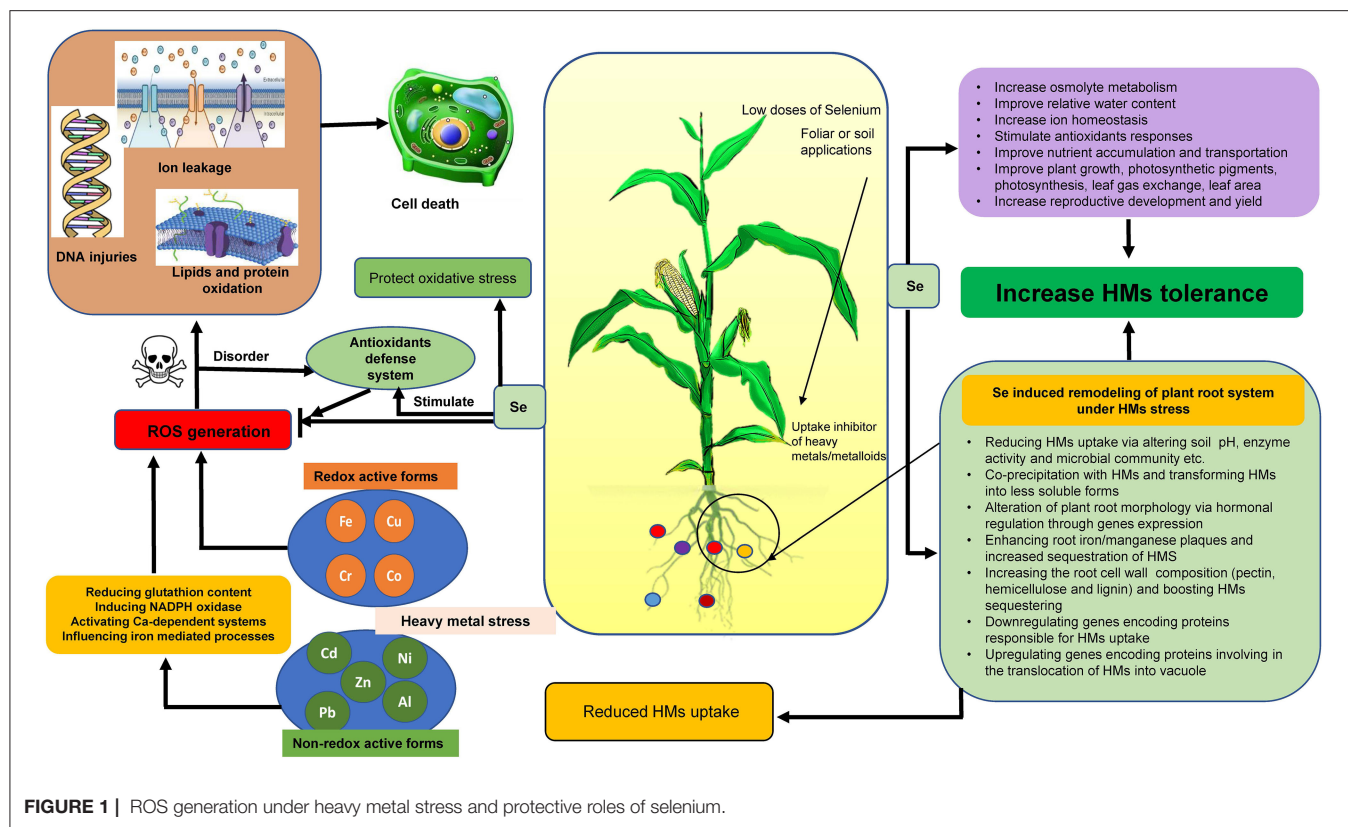 Extracellular
Intracellular
Ion leakage
DNA injuries
Lipids and protein
oxidation
Cell death
Protect oxidative stress
Disorder
Antioxidants
defense
system
Stimulate
Se
ROS generation
Redox active forms
Fe
Cu
Cr
Co
Heavy metal stress
Reducing glutathion content
Inducing NADPH oxidase
Activating Ca-dependent systems
Influencing iron mediated processes
Cd
Ni
Zn
Pb
Al
Non-redox active forms
Low doses of Selenium
Foliar or soil
applications
Uptake inhibitor
of heavy
metals/metalloids
Se
• Increase osmolyte metabolism
• Improve relative water content
• Increase ion homeostasis
• Stimulate antioxidants responses
• Improve nutrient accumulation and transportation
• Improve plant growth, photosynthetic pigments,
photosynthesis, leaf gas exchange, leaf area
• Increase reproductive development and yield
Increase HMs tolerance
Se induced remodeling of plant root system
under HMs stress
• Reducing HMs uptake via altering soil pH, enzyme
activity and microbial community etc.
• Co-precipitation with HMs and transforming HMs
into less soluble forms
• Alteration of plant root morphology via hormonal
regulation through genes expression
• Enhancing root iron/manganese plaques and
increased sequestration of HMS
• Increasing the root cell wall composition (pectin,
hemicellulose and lignin) and boosting HMs
sequestering
• Downregulating genes encoding proteins
responsible for HMs uptake
• Upregulating genes encoding proteins involving in
the translocation of HMs into vacuole
Reduced HMs uptake
FIGURE 1 | ROS generation under heavy metal stress and protective roles of selenium.